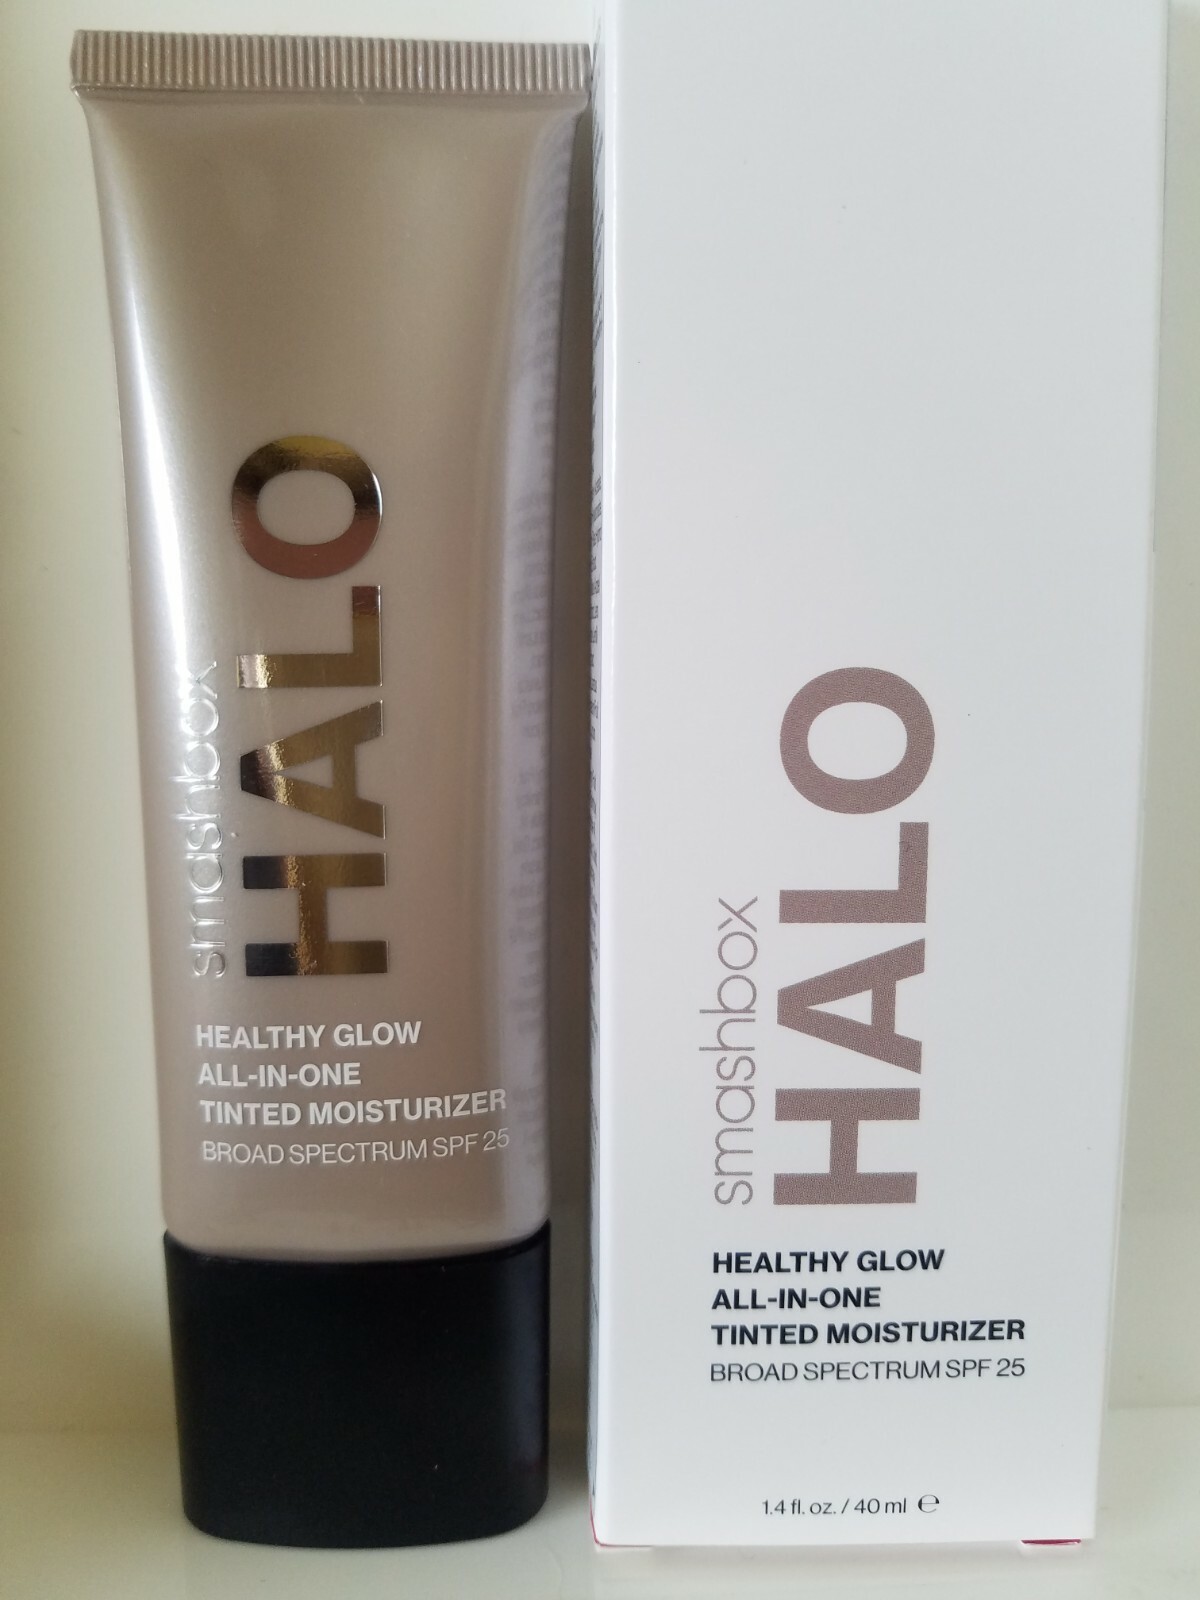 smashbox
HALO
HEALTHY GLOW
ALL-IN-ONE
TINTED MOISTURIZER
BROAD SPECTRUM SPF 25
smashbox
HALO
HEALTHY GLOW
ALL-IN-ONE
TINTED MOISTURIZER
BROAD SPECTRUM SPF 25
1.4 fl. oz. / 40 ml ℮